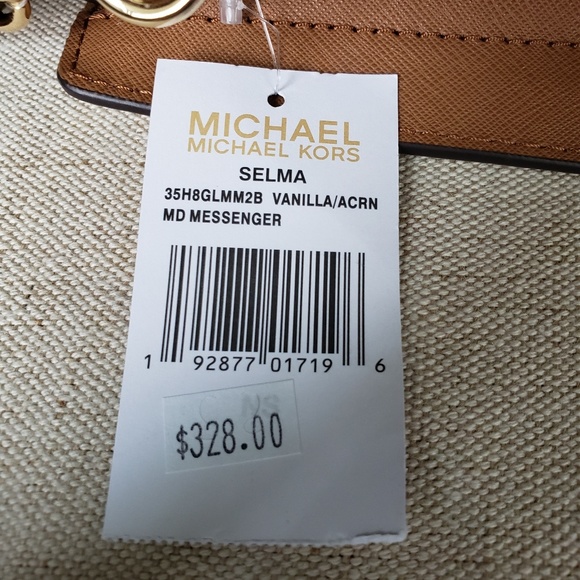 MICHAEL
MICHAEL KORS
SELMA
35H8GLMM2B VANILLA/ACRN
MD MESSENGER
1 92877 01719 6
$328.00